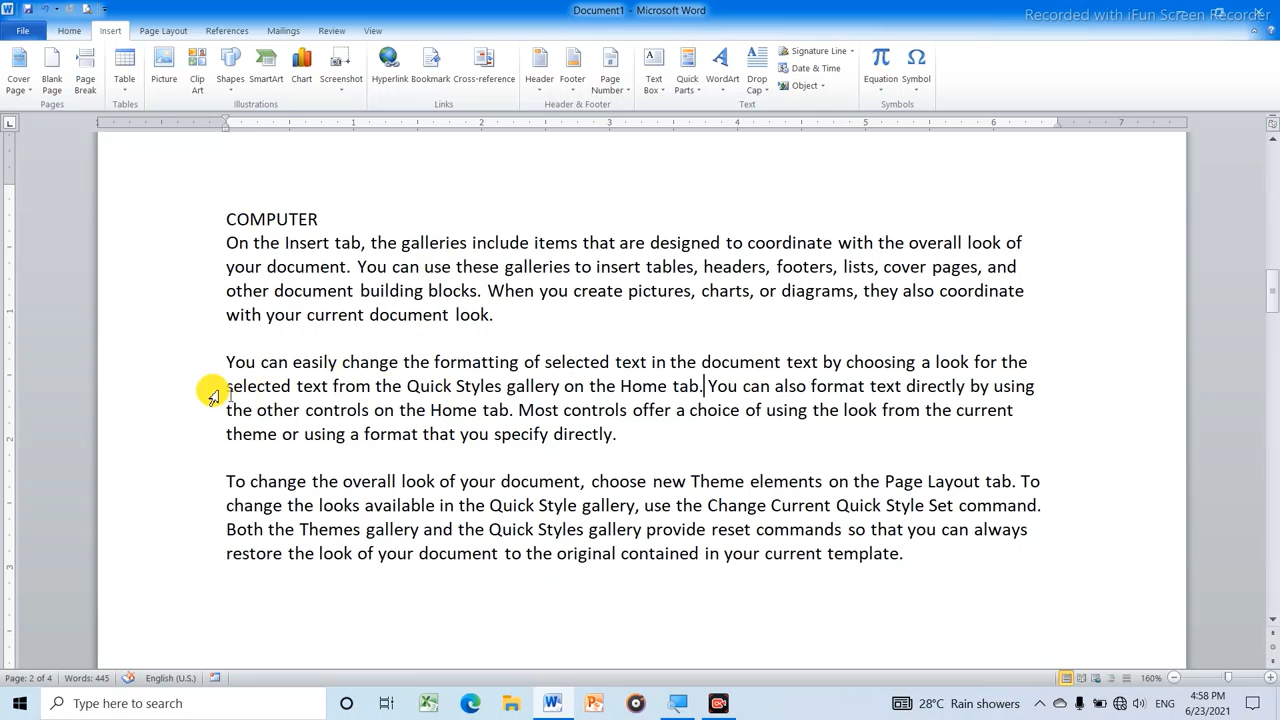 Document1 - Microsoft Word
Recorded with iFun Screen Recorder
File Home Insert Page Layout References Mailings Review View
Cover Page Blank Page Page Break Table Picture Clip Art Shapes SmartArt Chart Screenshot Hyperlink Bookmark Cross-reference Header Footer Page Number Text Box Quick Parts WordArt Drop Cap Signature Line Date & Time Object Equation Symbol
Pages Tables Illustrations Links Header & Footer Text Symbols
1 2 3 4 5 6 7
COMPUTER
On the Insert tab, the galleries include items that are designed to coordinate with the overall look of
your document. You can use these galleries to insert tables, headers, footers, lists, cover pages, and
other document building blocks. When you create pictures, charts, or diagrams, they also coordinate
with your current document look.
You can easily change the formatting of selected text in the document text by choosing a look for the
selected text from the Quick Styles gallery on the Home tab. You can also format text directly by using
the other controls on the Home tab. Most controls offer a choice of using the look from the current
theme or using a format that you specify directly.
To change the overall look of your document, choose new Theme elements on the Page Layout tab. To
change the looks available in the Quick Style gallery, use the Change Current Quick Style Set command.
Both the Themes gallery and the Quick Styles gallery provide reset commands so that you can always
restore the look of your document to the original contained in your current template.
Page: 2 of 4 Words: 445 English (U.S.) 160%
Type here to search 28°C Rain showers ENG 4:58 PM
6/23/2021